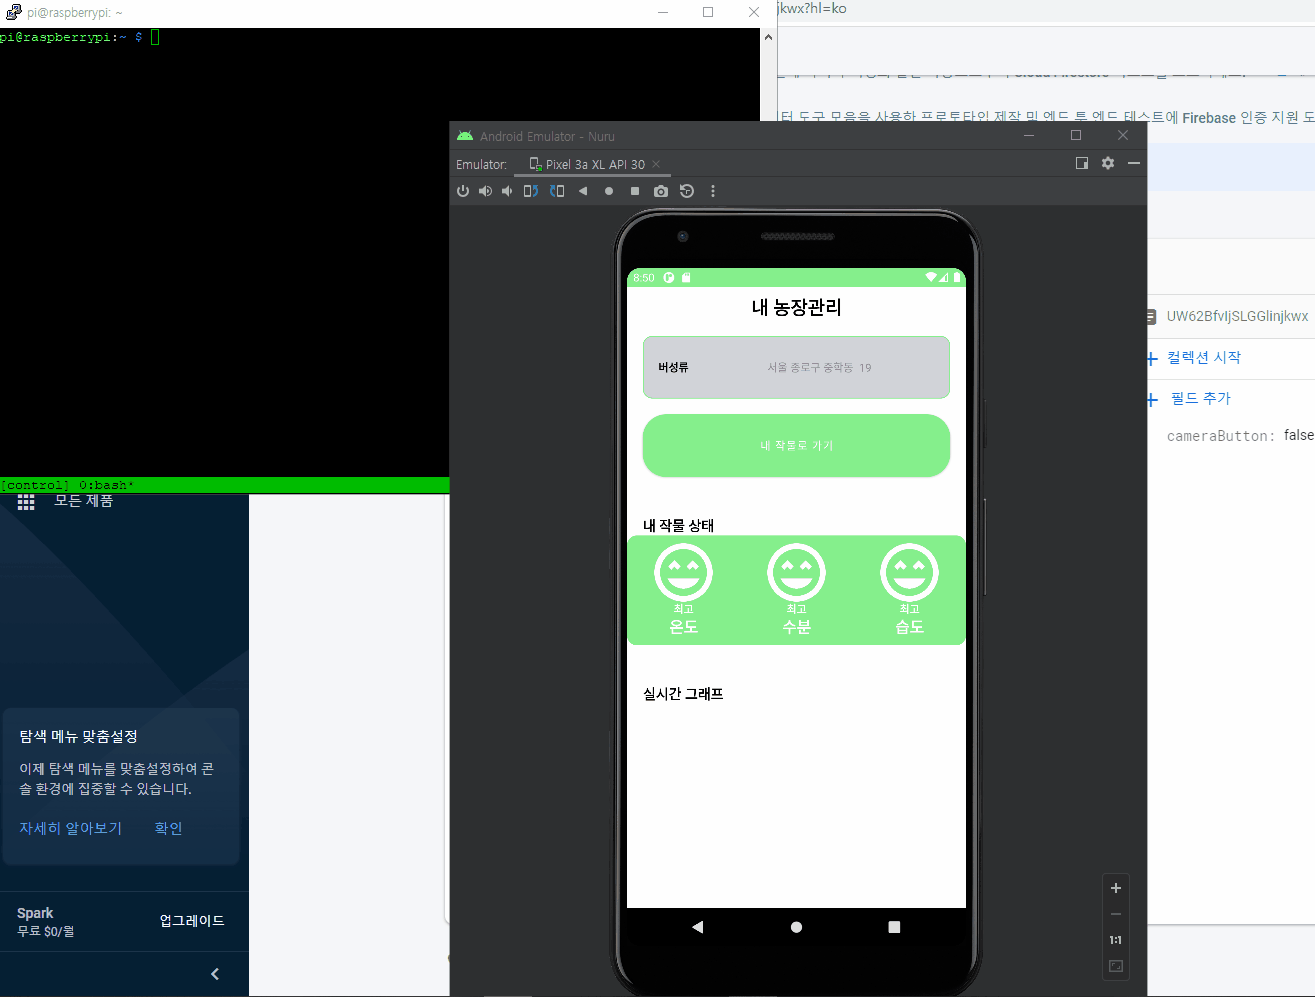 pi@raspberrypi: ~
pi@raspberrypi:~ $
[control] 0:bash*
jkwx?hl=ko
터 도구 모음을 사용한 프로토타입 제작 및 엔드 투 엔드 테스트에 Firebase 인증 지원 도
Android Emulator - Nuru
Emulator:
Pixel 3a XL API 30
8:50
내 농장관리
버섯류
서울 종로구 중학동 19
내 작물로 가기
내 작물 상태
최고
온도
최고
수분
최고
습도
실시간 그래프
1:1
UW62BfvIjSLGGlinjkwx
컬렉션 시작
필드 추가
cameraButton: false
모든 제품
탐색 메뉴 맞춤설정
이제 탐색 메뉴를 맞춤설정하여 콘
솔 환경에 집중할 수 있습니다.
자세히 알아보기
확인
Spark
무료 $0/월
업그레이드